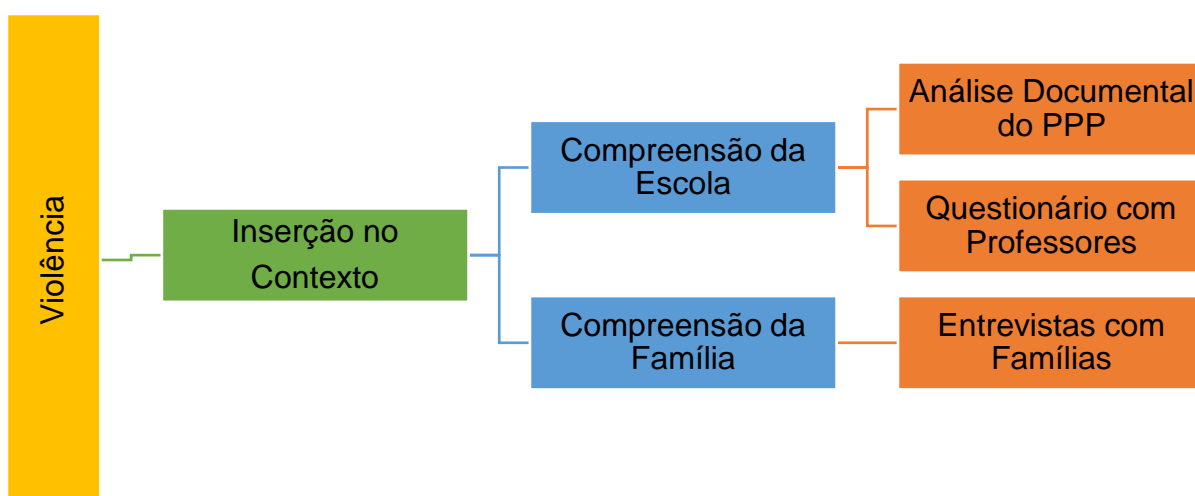 Violência
Inserção no
Contexto
Compreensão da
Escola
Compreensão da
Família
Análise Documental
do PPP
Questionário com
Professores
Entrevistas com
Famílias